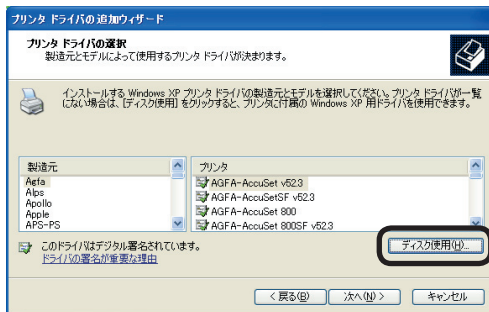 プリンタ ドライバの追加ウィザード
プリンタ ドライバの選択
製造元とモデルによって使用するプリンタ ドライバが決まります。
インストールする Windows XP プリンタ ドライバの製造元とモデルを選択してください。プリンタ ドライバが一覧
にない場合は、[ディスク使用] をクリックすると、プリンタに付属の Windows XP 用ドライバを使用できます。
製造元
Agfa
Alps
Apollo
Apple
APS-PS
プリンタ
AGFA-AccuSet v52.3
AGFA-AccuSetSF v52.3
AGFA-AccuSet 800
AGFA-AccuSet 800SF v52.3
このドライバはデジタル署名されています。
ドライバの署名が重要な理由
ディスク使用(H)...
< 戻る(B)
次へ(N) >
キャンセル